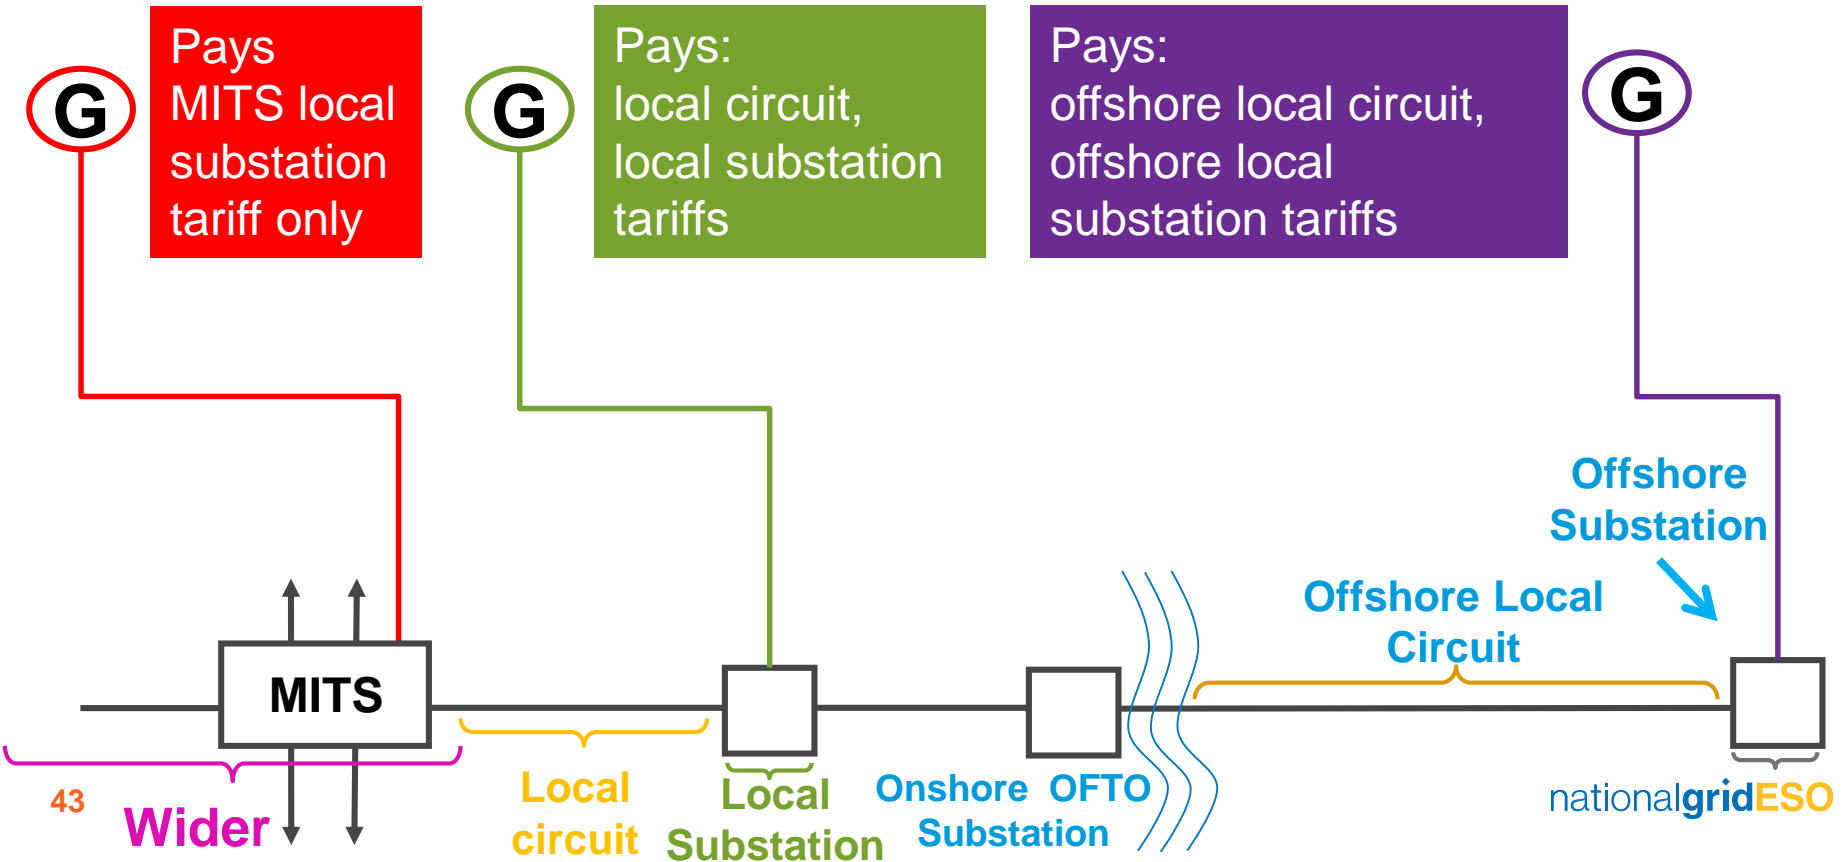 G
Pays
MITS local
substation
tariff only
G
Pays:
local circuit,
local substation
tariffs
Pays:
offshore local circuit,
offshore local
substation tariffs
G
Offshore
Substation
Offshore Local
Circuit
MITS
Wider
Local
circuit
Local
Substation
Onshore OFTO
Substation
43
nationalgridESO